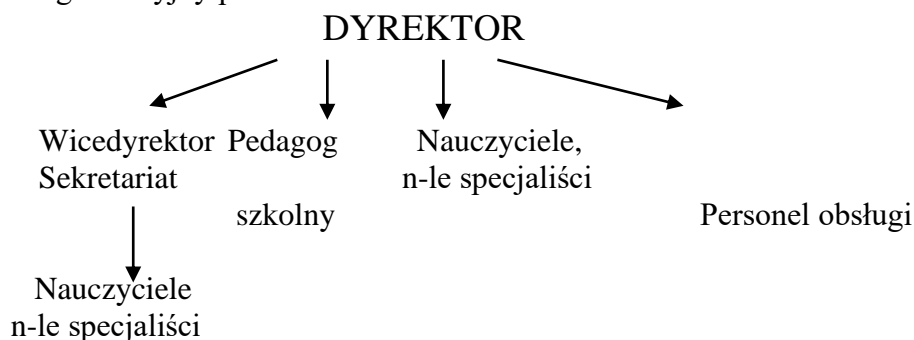 DYREKTOR
Wicedyrektor Pedagog Nauczyciele,
Sekretariat n-le specjaliści
szkolny Personel obsługi
Nauczyciele
n-le specjaliści